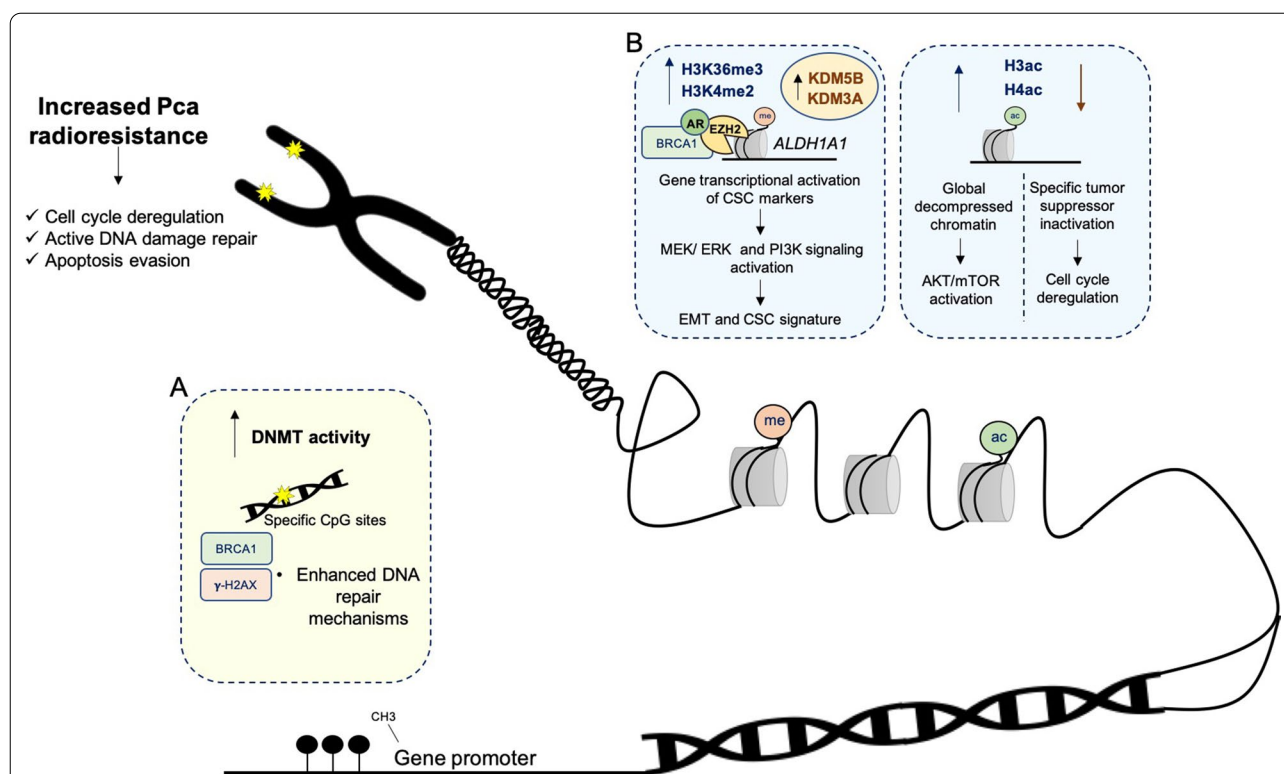 Increased Pca
radioresistance
✓ Cell cycle deregulation
✓ Active DNA damage repair
✓ Apoptosis evasion
A
DNMT activity
Specific CpG sites
BRCA1
γ-H2AX
• Enhanced DNA
repair
mechanisms
B
H3K36me3
H3K4me2
KDM5B
KDM3A
AR
EZH2
me
BRCA1
ALDH1A1
Gene transcriptional activation
of CSC markers
MEK/ ERK and PI3K signaling
activation
EMT and CSC signature
H3ac
H4ac
ac
Global
decompressed
chromatin
AKT/mTOR
activation
Specific tumor
suppressor
inactivation
Cell cycle
deregulation
me
ac
CH3
Gene promoter